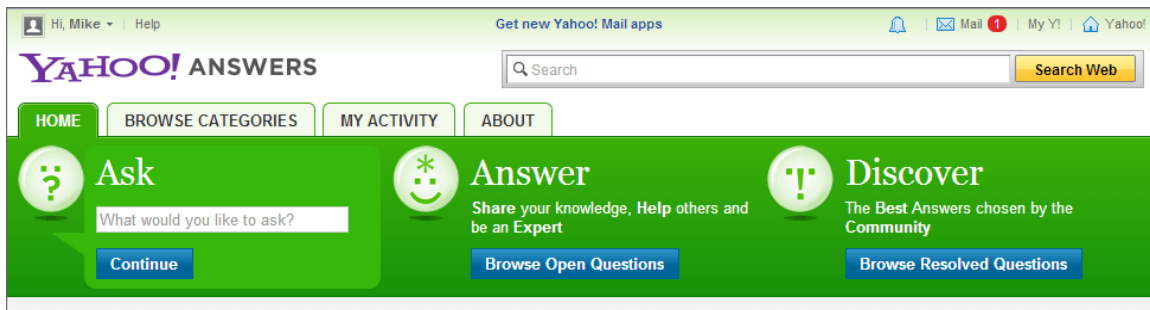 Hi, Mike | Help Get new Yahoo! Mail apps | Mail 1 | My Y! | Yahoo!
YAHOO! ANSWERS Search Search Web
HOME BROWSE CATEGORIES MY ACTIVITY ABOUT
Ask
What would you like to ask?
Continue
Answer
Share your knowledge, Help others and
be an Expert
Browse Open Questions
Discover
The Best Answers chosen by the
Community
Browse Resolved Questions